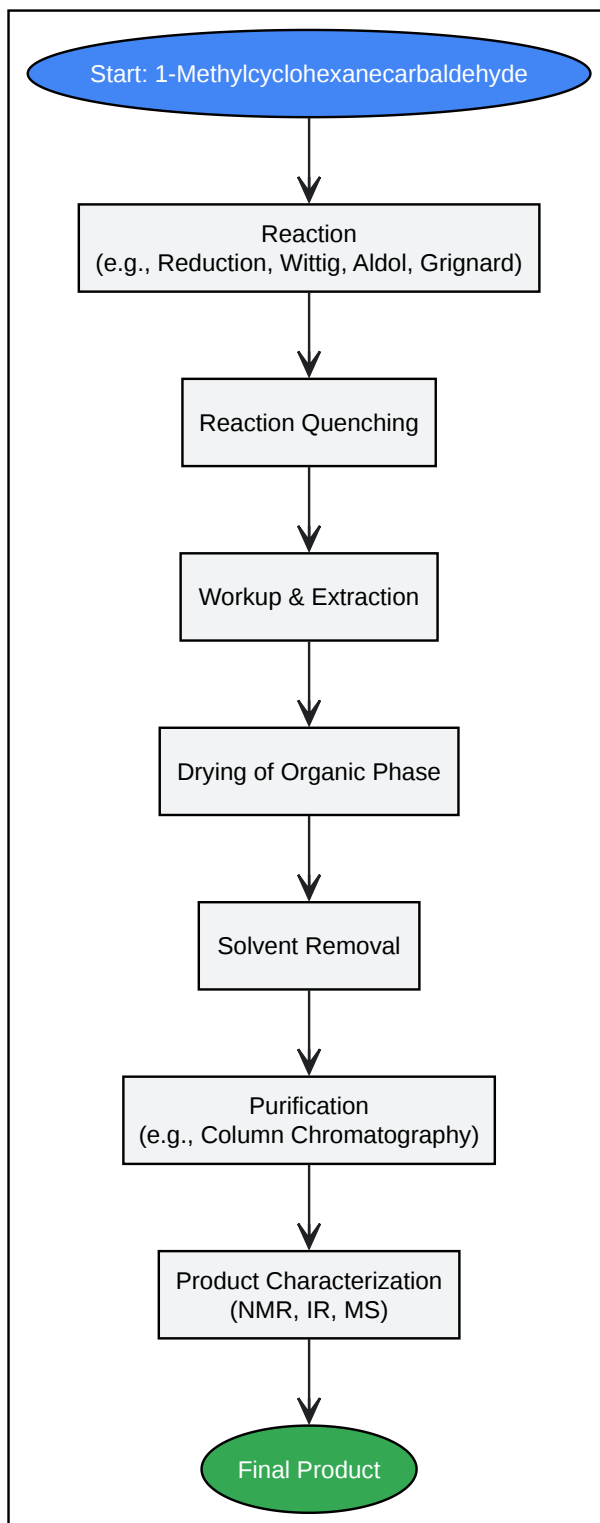 Start: 1-Methylcyclohexanecarbaldehyde
Reaction
(e.g., Reduction, Wittig, Aldol, Grignard)
Reaction Quenching
Workup & Extraction
Drying of Organic Phase
Solvent Removal
Purification
(e.g., Column Chromatography)
Product Characterization
(NMR, IR, MS)
Final Product